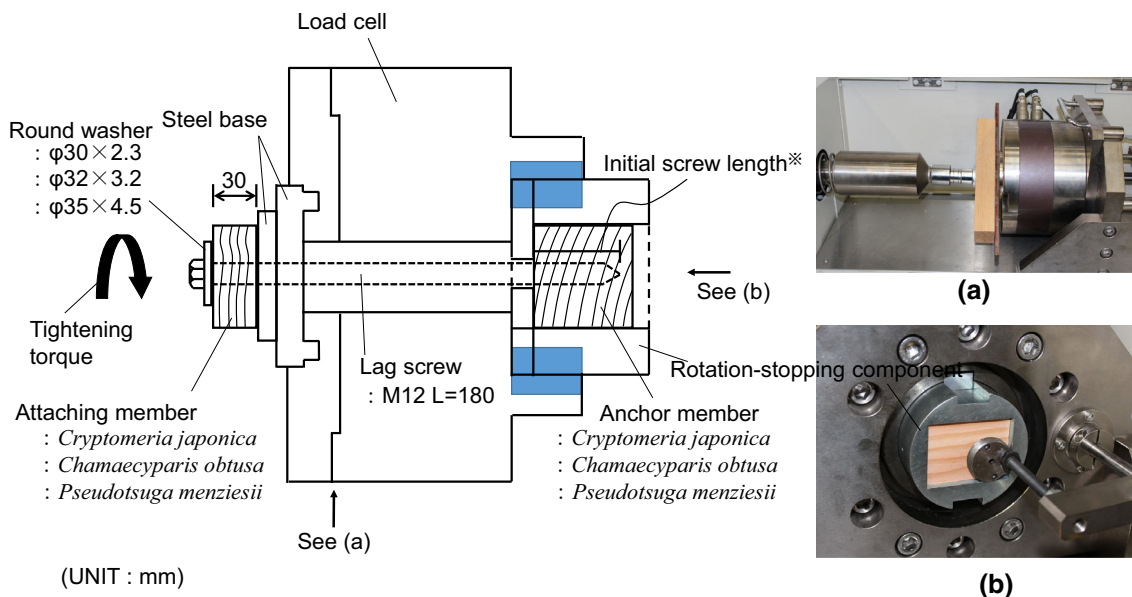 Load cell
Round washer
: φ30×2.3
: φ32×3.2
: φ35×4.5
Steel base
30
Initial screw length※
Tightening
torque
See (b)
Lag screw
: M12 L=180
Rotation-stopping component
Attaching member
: Cryptomeria japonica
: Chamaecyparis obtusa
: Pseudotsuga menziesii
Anchor member
: Cryptomeria japonica
: Chamaecyparis obtusa
: Pseudotsuga menziesii
See (a)
(UNIT : mm)
(a)
(b)